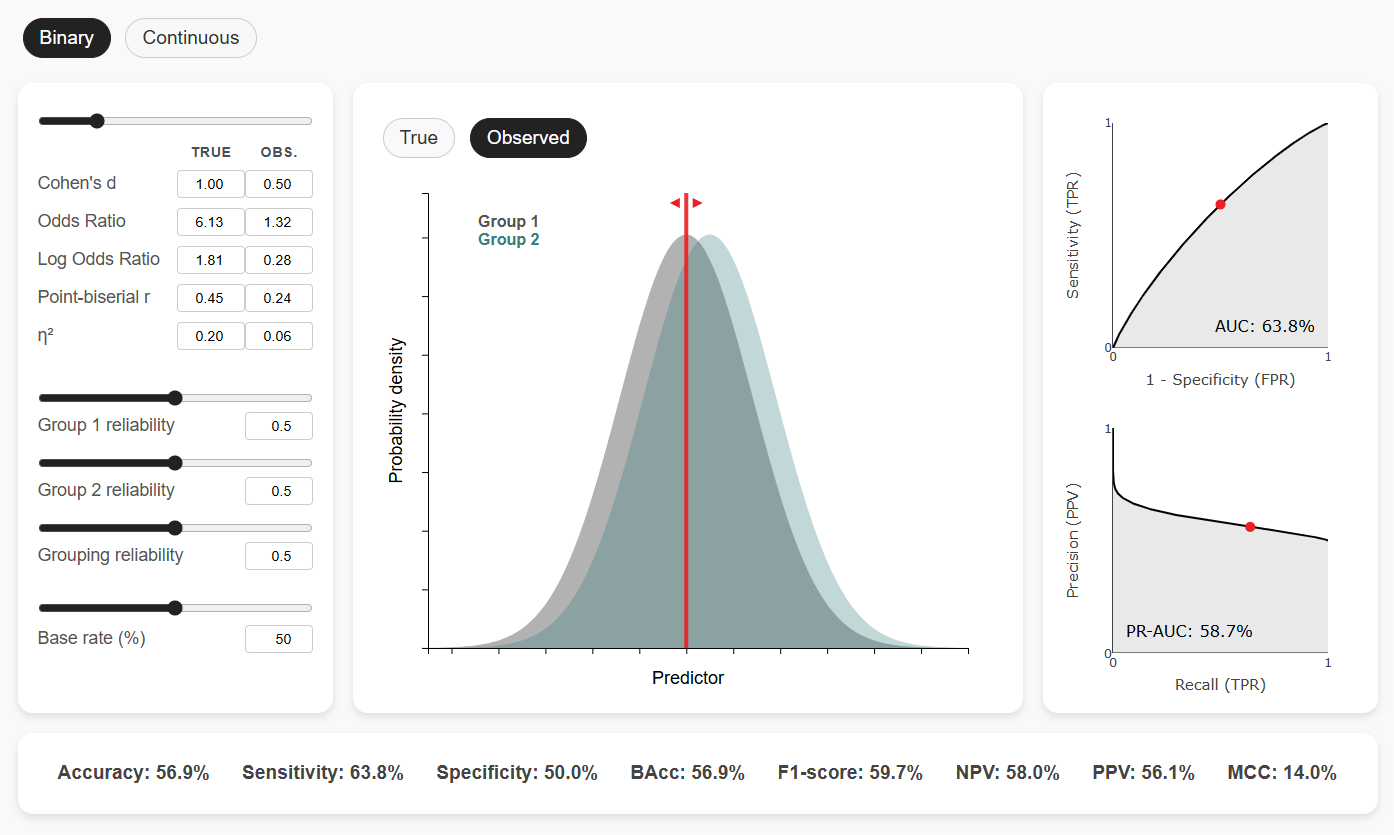 Binary Continuous
TRUE OBS.
Cohen's d 1.00 0.50
Odds Ratio 6.13 1.32
Log Odds Ratio 1.81 0.28
Point-biserial r 0.45 0.24
η² 0.20 0.06
Group 1 reliability 0.5
Group 2 reliability 0.5
Grouping reliability 0.5
Base rate (%) 50
True Observed
Group 1
Group 2
Probability density
Predictor
1
Sensitivity (TPR)
AUC: 63.8%
0
0 1
1 - Specificity (FPR)
1
Precision (PPV)
PR-AUC: 58.7%
0
0 1
Recall (TPR)
Accuracy: 56.9% Sensitivity: 63.8% Specificity: 50.0% BAcc: 56.9% F1-score: 59.7% NPV: 58.0% PPV: 56.1% MCC: 14.0%